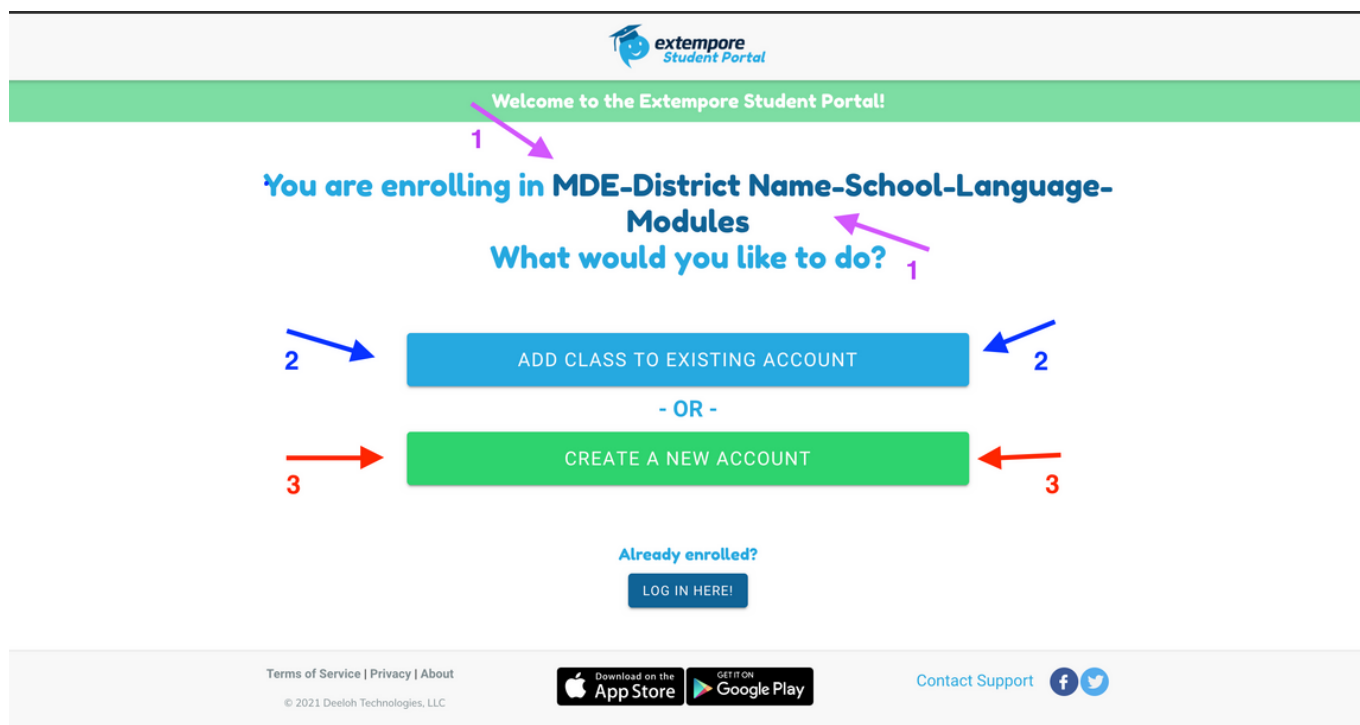 extempore
Student Portal
Welcome to the Extempore Student Portal!
1
You are enrolling in MDE-District Name-School-Language-
Modules
What would you like to do?
1
2
ADD CLASS TO EXISTING ACCOUNT
2
- OR -
3
CREATE A NEW ACCOUNT
3
Already enrolled?
LOG IN HERE!
Terms of Service | Privacy | About
© 2021 Deeloh Technologies, LLC
Download on the
App Store
GET IT ON
Google Play
Contact Support